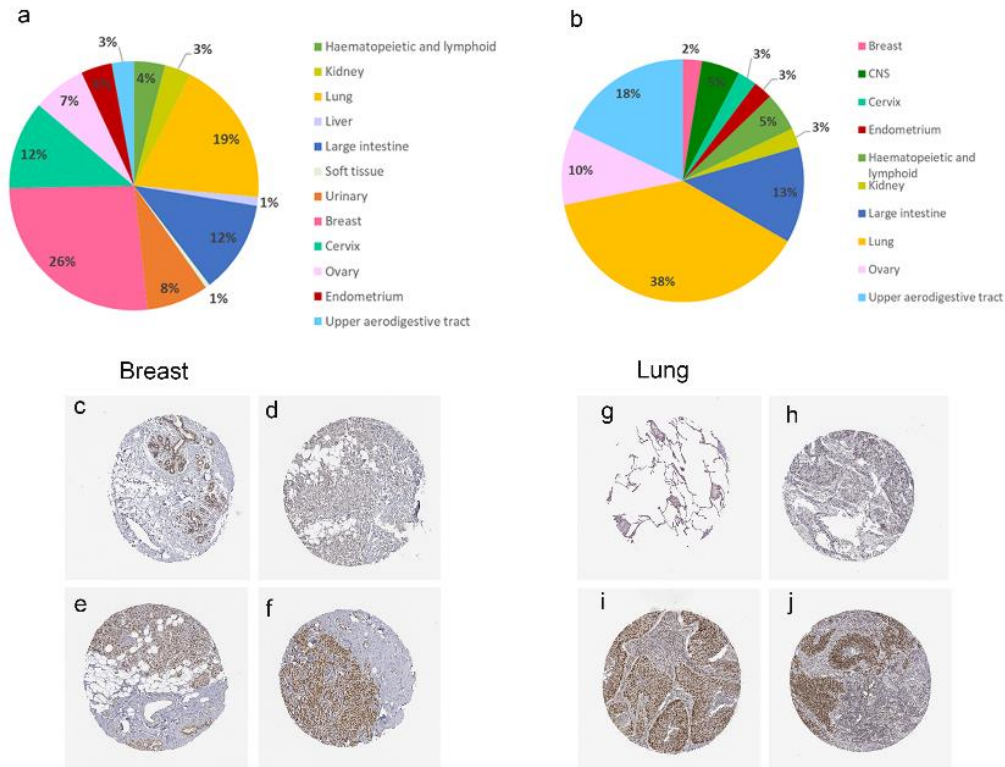 a
3%
4%
3%
19%
1%
12%
1%
8%
26%
12%
7%
Haematopeietic and lymphoid
Kidney
Lung
Liver
Large intestine
Soft tissue
Urinary
Breast
Cervix
Ovary
Endometrium
Upper aerodigestive tract
b
2%
5%
3%
3%
5%
3%
13%
38%
10%
18%
Breast
CNS
Cervix
Endometrium
Haematopeietic and
lymphoid
Kidney
Large intestine
Lung
Ovary
Upper aerodigestive tract
Breast
c
d
e
f
Lung
g
h
i
j